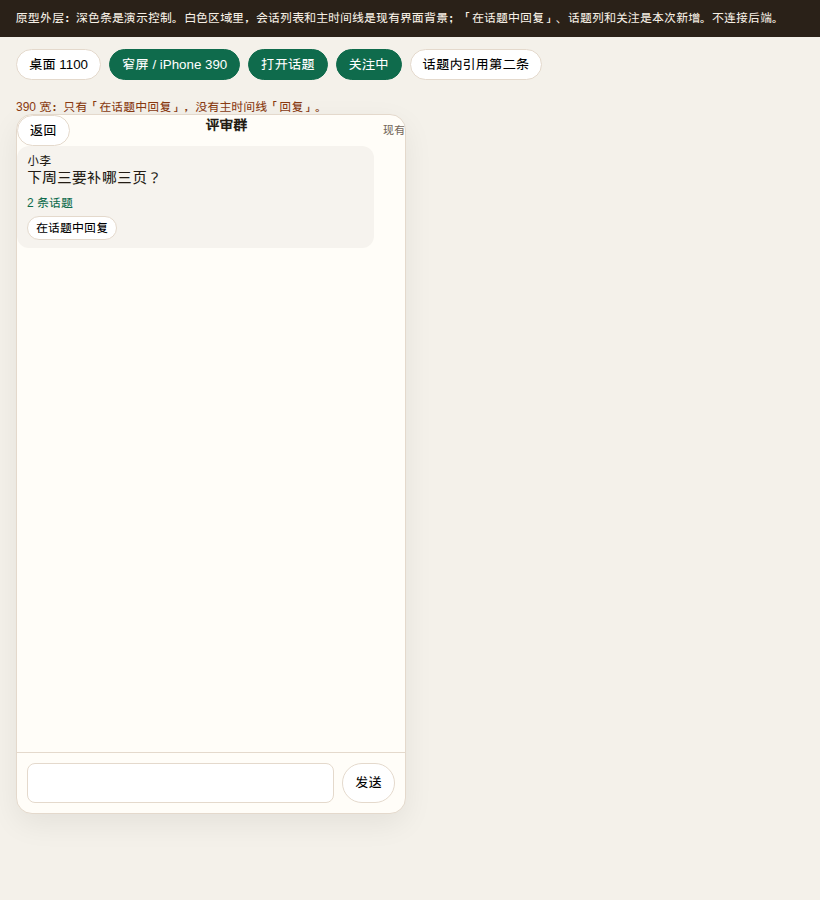 原型外层：深色条是演示控制。白色区域里，会话列表和主时间线是现有界面背景；「在话题中回复」、话题列和关注是本次新增。不连接后端。
桌面 1100
窄屏 / iPhone 390
打开话题
关注中
话题内引用第二条
390 宽：只有「在话题中回复」，没有主时间线「回复」。
返回
评审群
现有
小李
下周三要补哪三页？
2 条话题
在话题中回复
发送